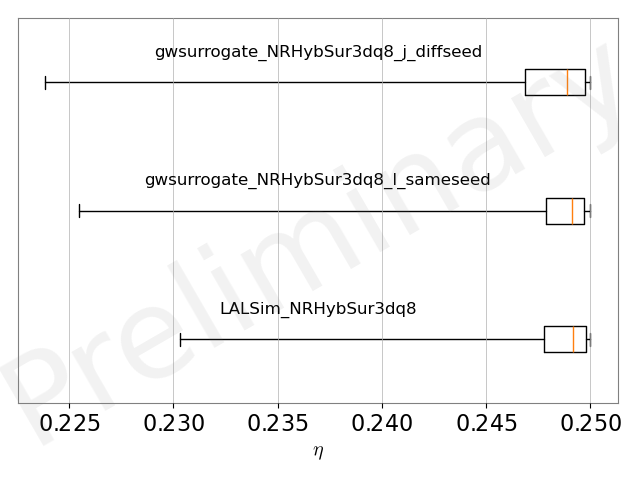 gwsurrogate_NRHybSur3dq8_j_diffseed
gwsurrogate_NRHybSur3dq8_l_sameseed
LALSim_NRHybSur3dq8
Preliminary
0.225 0.230 0.235 0.240 0.245 0.250
η